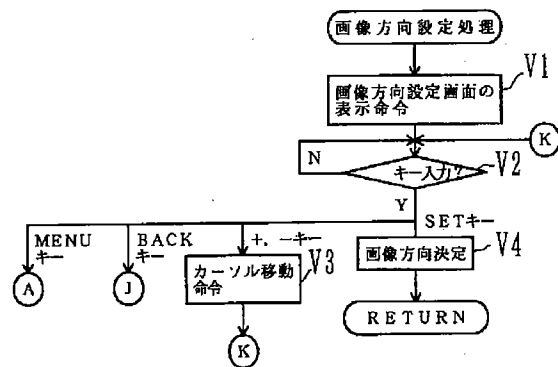 画像方向設定処理
V1
画像方向設定画面の
表示命令
K
N
キー入力?
V2
Y
SETキー
MENU
キー
BACK
キー
+, −キー
V3
カーソル移動
命令
画像方向決定
V4
A
J
K
RETURN